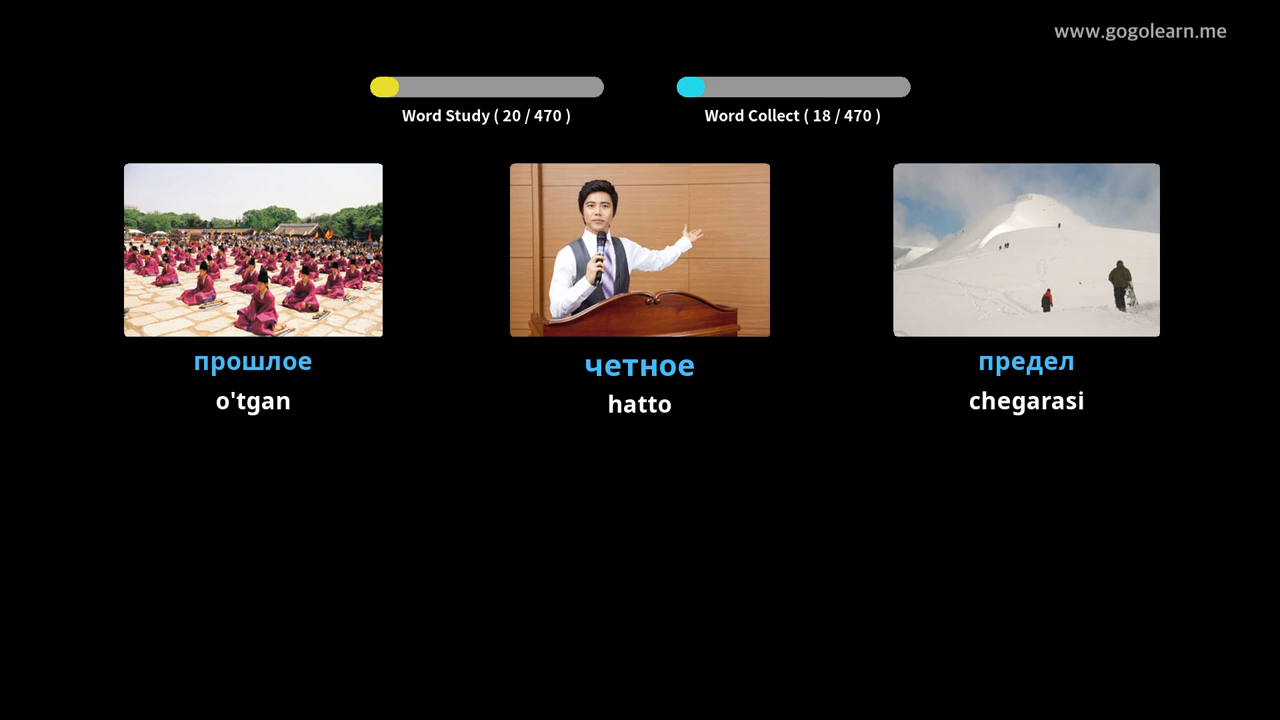 www.gogolearn.me
Word Study ( 20 / 470 )
Word Collect ( 18 / 470 )
прошлое
четное
предел
o'tgan
hatto
chegarasi